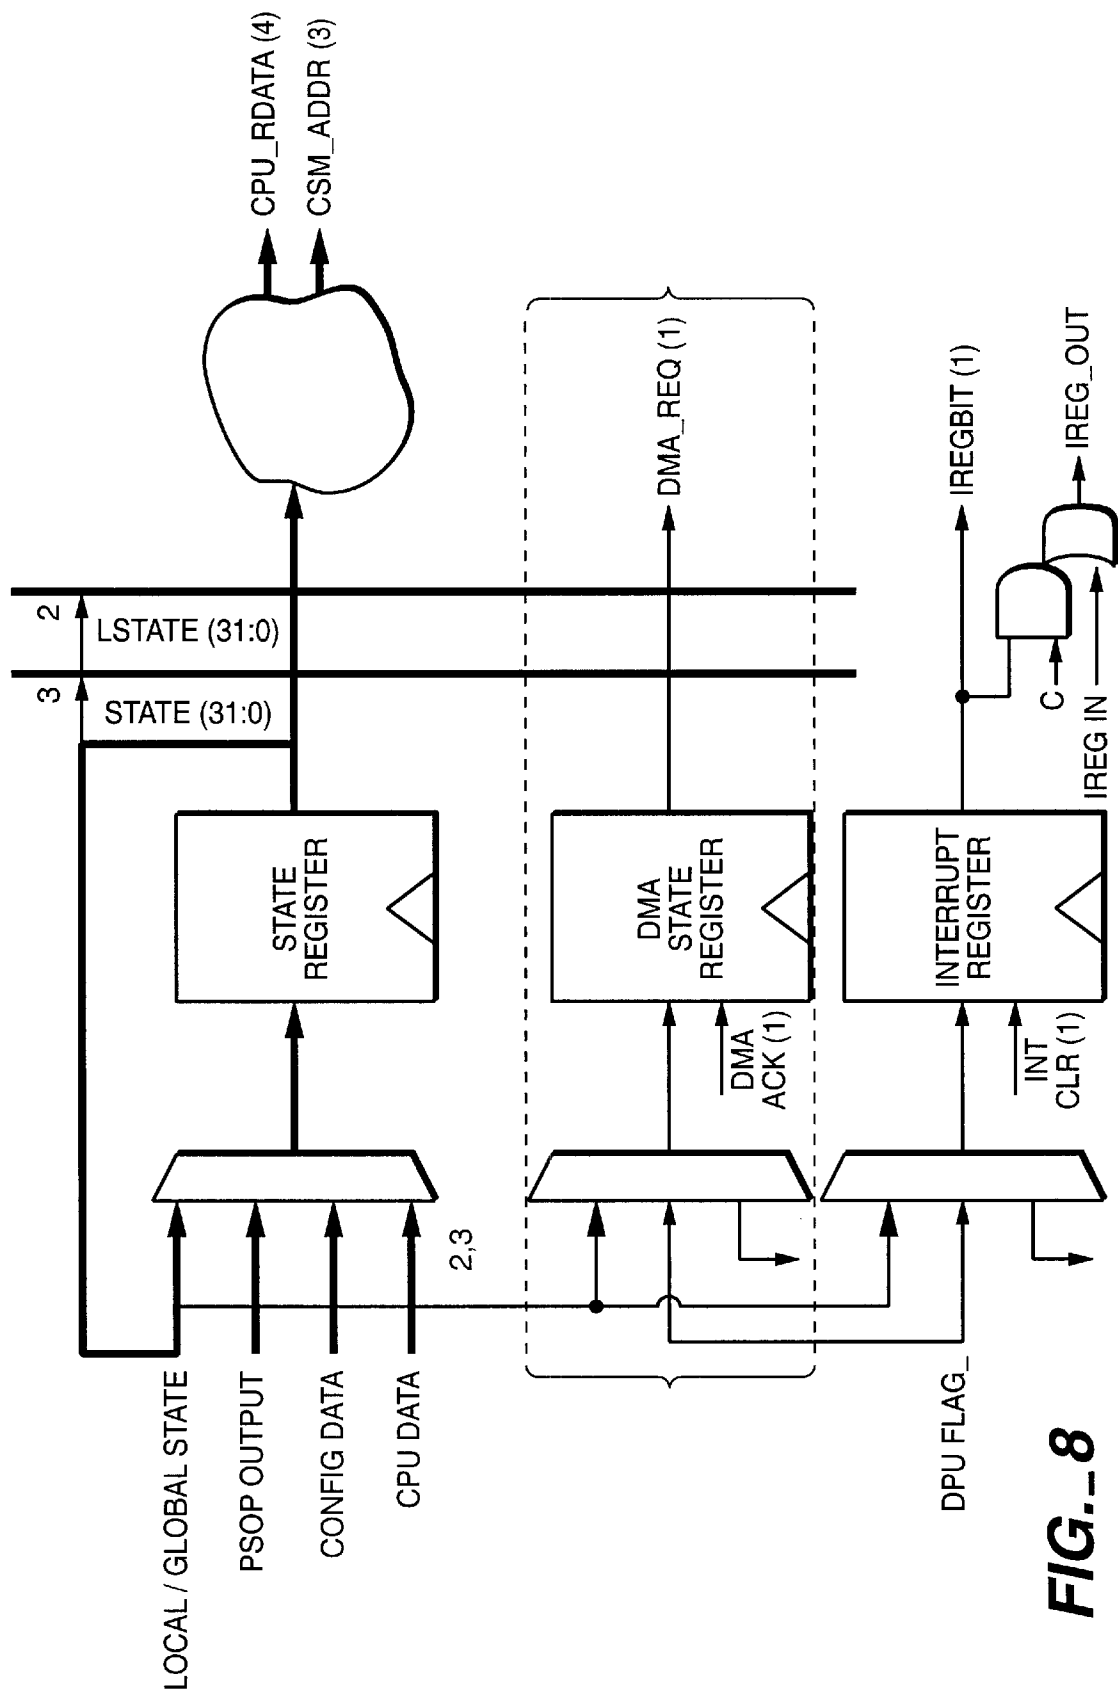 LOCAL / GLOBAL STATE
PSOP OUTPUT
CONFIG DATA
CPU DATA
2,3
STATE
REGISTER
STATE (31:0)
3
LSTATE (31:0)
2
CPU_RDATA (4)
CSM_ADDR (3)
DMA
STATE
REGISTER
DMA
ACK (1)
DMA_REQ (1)
DPU FLAG_
INTERRUPT
REGISTER
INT
CLR (1)
IREGBIT (1)
C
IREG IN
IREG_OUT
FIG._8